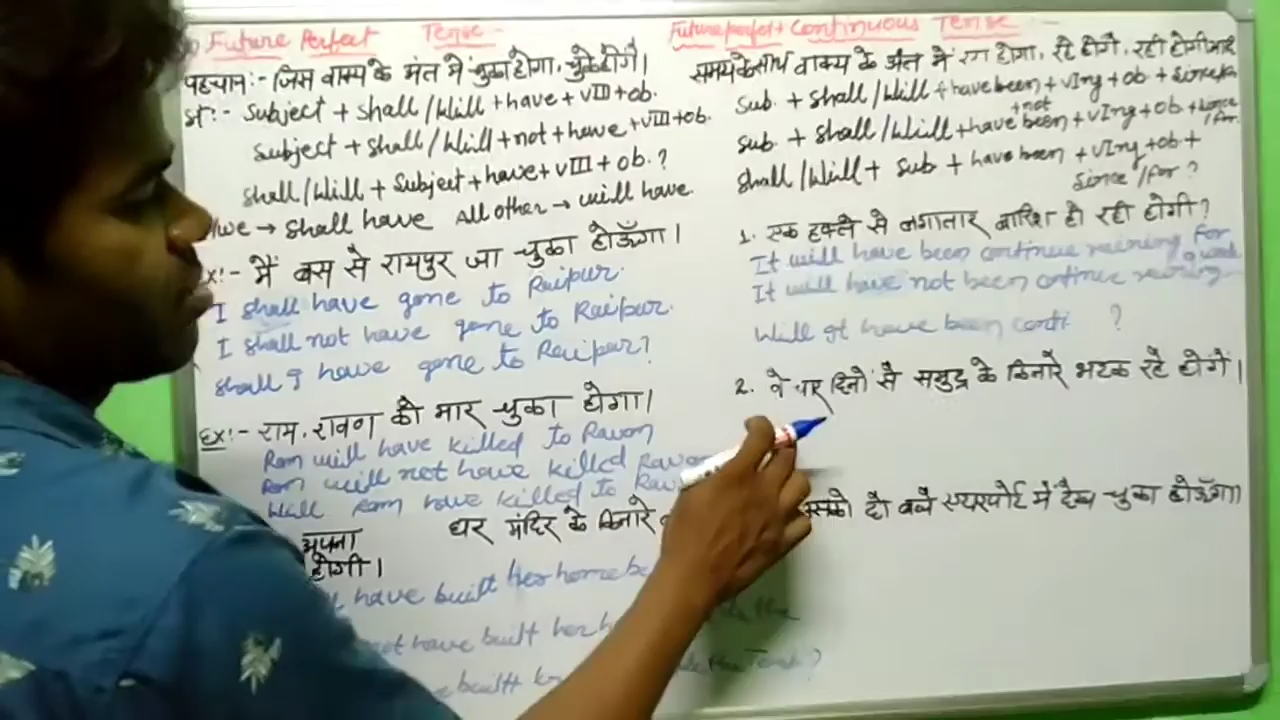 Future Perfect Tense -
पहचान:- जिस वाक्य के अंत में चुका होगा, चुके होंगे।
ST:- Subject + shall/Will + have + VIII + ob.
Subject + shall/Will + not + have + VIII + ob.
Shall/Will + Subject + have + VIII + ob. ?
we → shall have All other → will have.
Ex:- मैं बस से रायपुर जा चुका होऊँगा।
I shall have gone to Raipur.
I shall not have gone to Raipur.
Shall I have gone to Raipur?
Ex:- राम, रावण को मार चुका होगा।
Ram will have killed to Ravan
Ram will not have killed
Will Ram have killed to
अपना घर मंदिर के किनारे
होगी।
have built her home
not have built her
built
Future perfect Continuous Tense :-
समय के साथ वाक्य के अंत में रहा होगा, रहे होंगे, रही होगी
Sub. + shall/Will + have been + VIng + ob + since
+not
Sub + shall/Will + have been + VIng + ob + since
/for.
Shall/Will + Sub + have been + VIng + ob +
Since/for ?
1. एक हफ्ते से लगातार बारिश हो रही होगी?
It will have been continue raining for
a week
It will have not been ontinue raining
Will it have been conti ?
2. वे चार दिनों से समुद्र के किनारे भटक रहे होंगे।
दो बजे एयरपोर्ट में देख चुका होऊँगा।